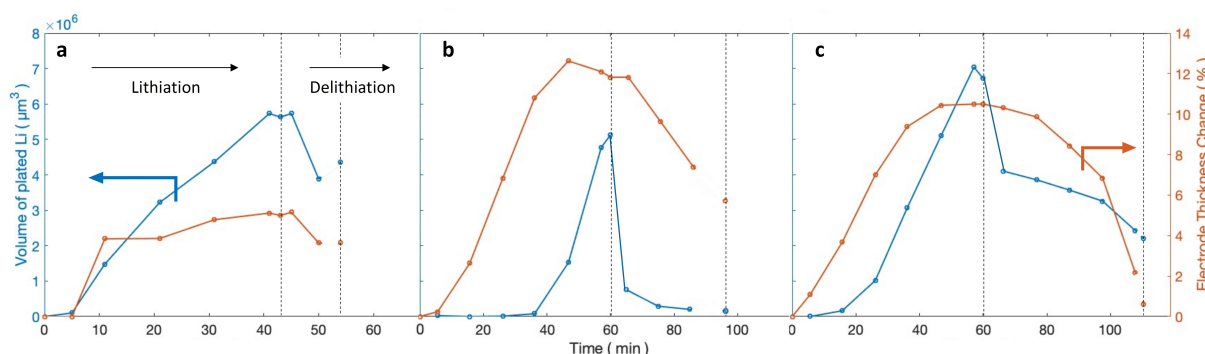 ×10⁶
a
b
c
Lithiation
Delithiation
Volume of plated Li ( μm³ )
8
7
6
5
4
3
2
1
0
Electrode Thickness Change ( % )
14
12
10
8
6
4
2
0
0 10 20 30 40 50 60
0 20 40 60 80 100
0 20 40 60 80 100
Time ( min )